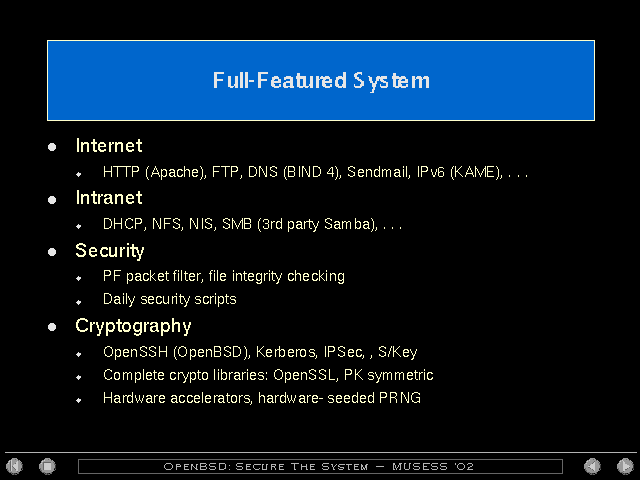 Full-Featured System
Internet
HTTP (Apache), FTP, DNS (BIND 4), Sendmail, IPv6 (KAME), . . .
Intranet
DHCP, NFS, NIS, SMB (3rd party Samba), . . .
Security
PF packet filter, file integrity checking
Daily security scripts
Cryptography
OpenSSH (OpenBSD), Kerberos, IPSec, , S/Key
Complete crypto libraries: OpenSSL, PK symmetric
Hardware accelerators, hardware- seeded PRNG
OpenBSD: Secure The System – MUSESS '02